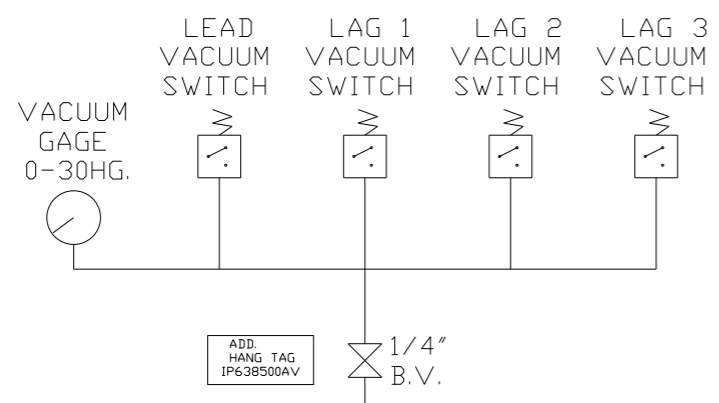 LEAD
VACUUM
SWITCH
LAG 1
VACUUM
SWITCH
LAG 2
VACUUM
SWITCH
LAG 3
VACUUM
SWITCH
VACUUM
GAGE
0-30HG.
ADD.
HANG TAG
IP638500AV
1/4"
B.V.